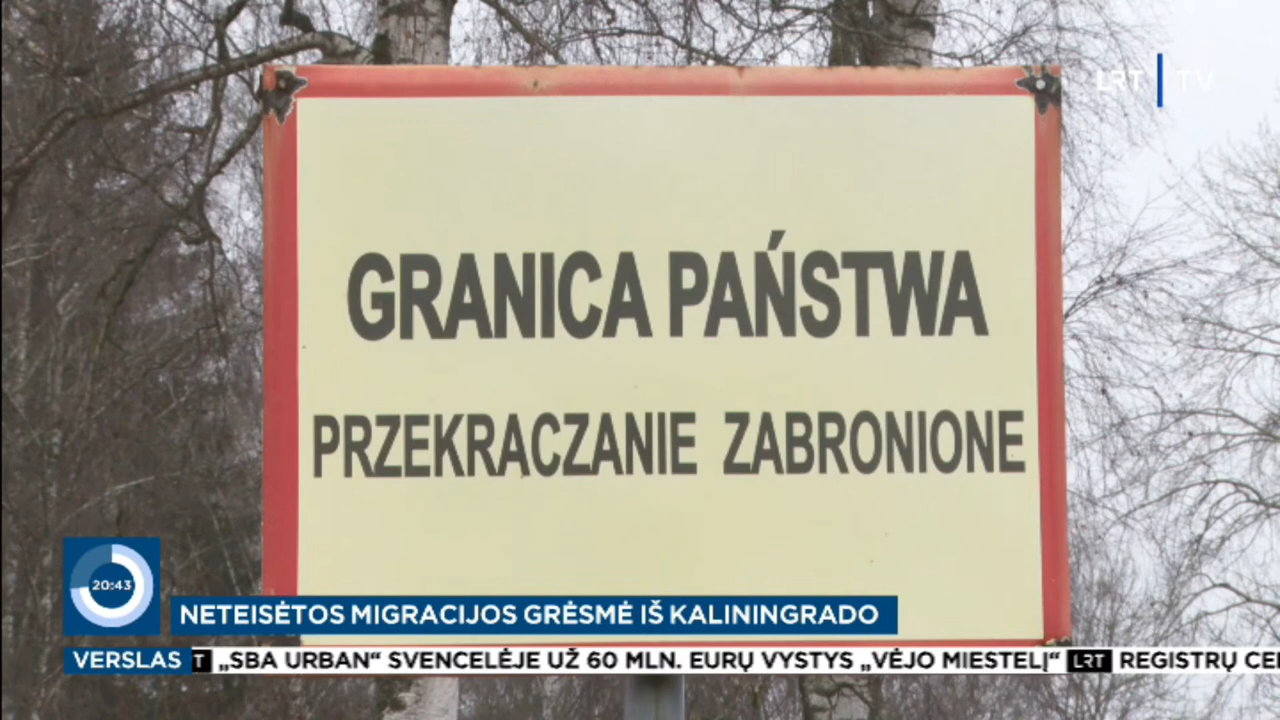 LRT TV
GRANICA PAŃSTWA
PRZEKRACZANIE ZABRONIONE
20:43
NETEISĖTOS MIGRACIJOS GRĖSMĖ IŠ KALININGRADO
VERSLAS T „SBA URBAN“ SVENCELĖJE UŽ 60 MLN. EURŲ VYSTYS „VĖJO MIESTELĮ“ LRT REGISTRŲ CE